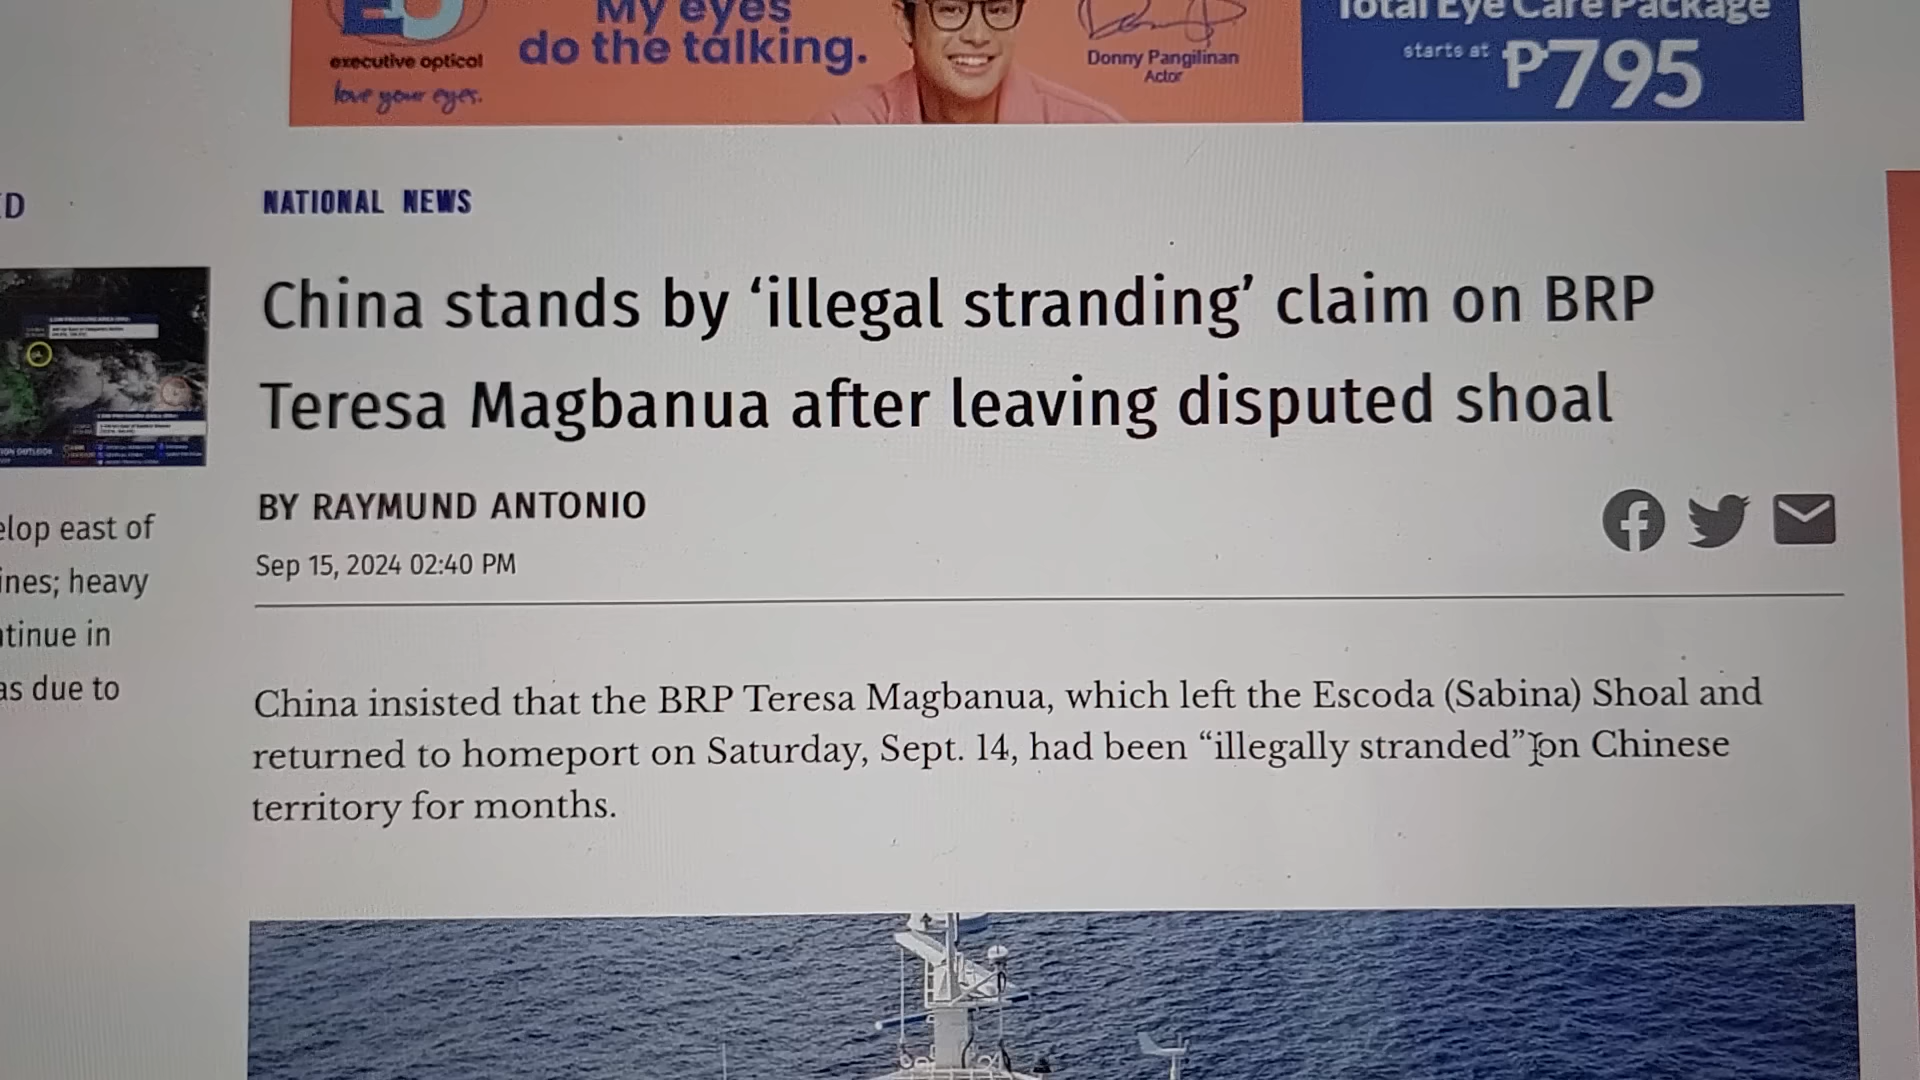 EO
executive optical
love your eyes.
My eyes
do the talking.
Donny Pangilinan
Actor
Total Eye Care Package
starts at ₱795
ED
NATIONAL NEWS
China stands by ‘illegal stranding’ claim on BRP
Teresa Magbanua after leaving disputed shoal
BY RAYMUND ANTONIO
Sep 15, 2024 02:40 PM
elop east of
ines; heavy
ntinue in
as due to
China insisted that the BRP Teresa Magbanua, which left the Escoda (Sabina) Shoal and
returned to homeport on Saturday, Sept. 14, had been “illegally stranded” on Chinese
territory for months.